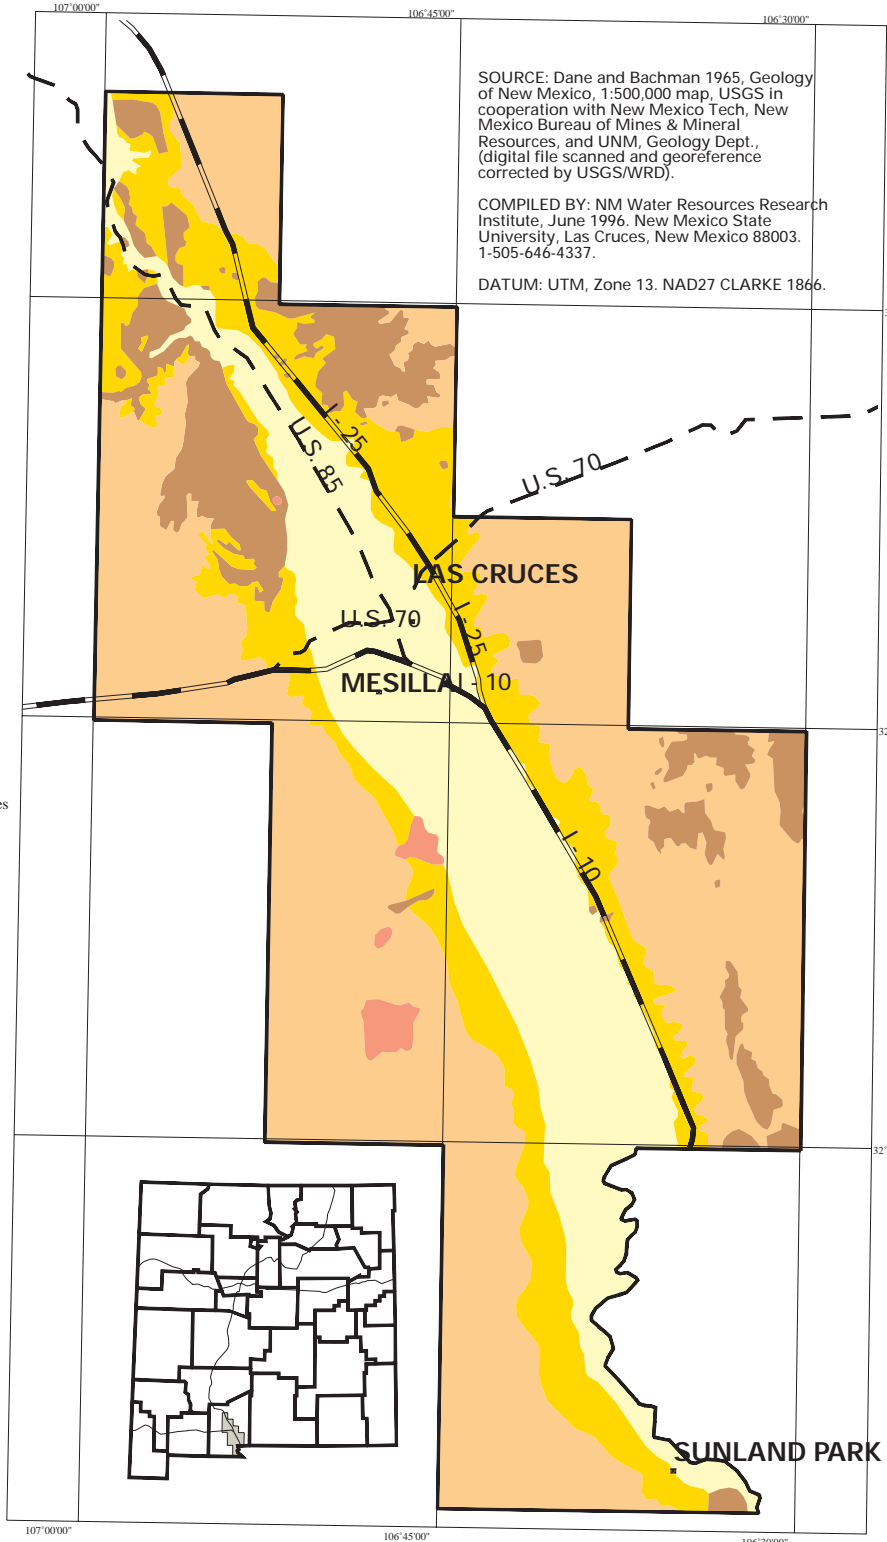 107°00'00"
106°45'00"
106°30'00"
SOURCE: Dane and Bachman 1965, Geology
of New Mexico, 1:500,000 map, USGS in
cooperation with New Mexico Tech, New
Mexico Bureau of Mines & Mineral
Resources, and UNM, Geology Dept.,
(digital file scanned and georeference
corrected by USGS/WRD).
COMPILED BY: NM Water Resources Research
Institute, June 1996. New Mexico State
University, Las Cruces, New Mexico 88003.
1-505-646-4337.
DATUM: UTM, Zone 13. NAD27 CLARKE 1866.
I - 25
U.S. 85
U.S. 70
LAS CRUCES
U.S. 70
I - 25
MESILLA
I - 10
32
es
I - 10
32°
SUNLAND PARK
107°00'00"
106°45'00"